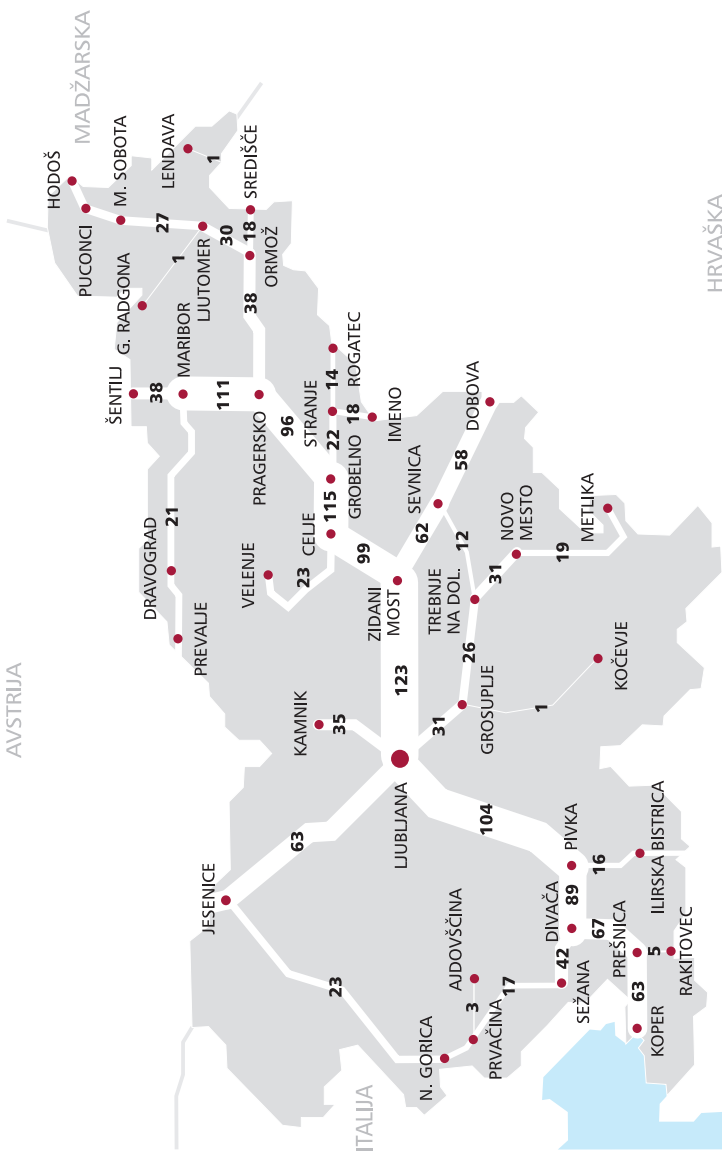 AVSTRIJA
MADŽARSKA
HODOŠ
PUCONCI
M. SOBOTA
ŠENTILJ
G. RADGONA
27
LENDAVA
1
38
1
DRAVOGRAD
MARIBOR
LJUTOMER
30
1
PREVALJE
21
111
SREDIŠČE
18
ORMOŽ
38
JESENICE
VELENJE
PRAGERSKO
96
63
KAMNIK
35
23
CELJE
115
GROBELNO
STRANJE
22
14
ROGATEC
18
IMENO
23
99
ZIDANI
MOST
123
LJUBLJANA
SEVNICA
62
58
DOBOVA
N. GORICA
AJDOVŠČINA
3
PRVAČINA
17
104
31
GROSUPLJE
26
TREBNJE
NA DOL.
12
31
NOVO
MESTO
19
METLIKA
ITALIJA
DIVAČA
42
SEŽANA
89
PIVKA
1
KOČEVJE
67
16
PREŠNICA
63
KOPER
5
RAKITOVEC
ILIRSKA BISTRICA
HRVAŠKA